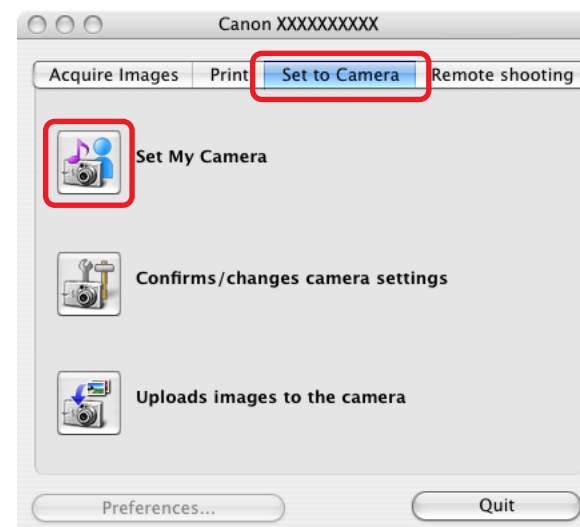 Canon XXXXXXXXXX
Acquire Images Print Set to Camera Remote shooting
Set My Camera
Confirms/changes camera settings
Uploads images to the camera
Preferences... Quit